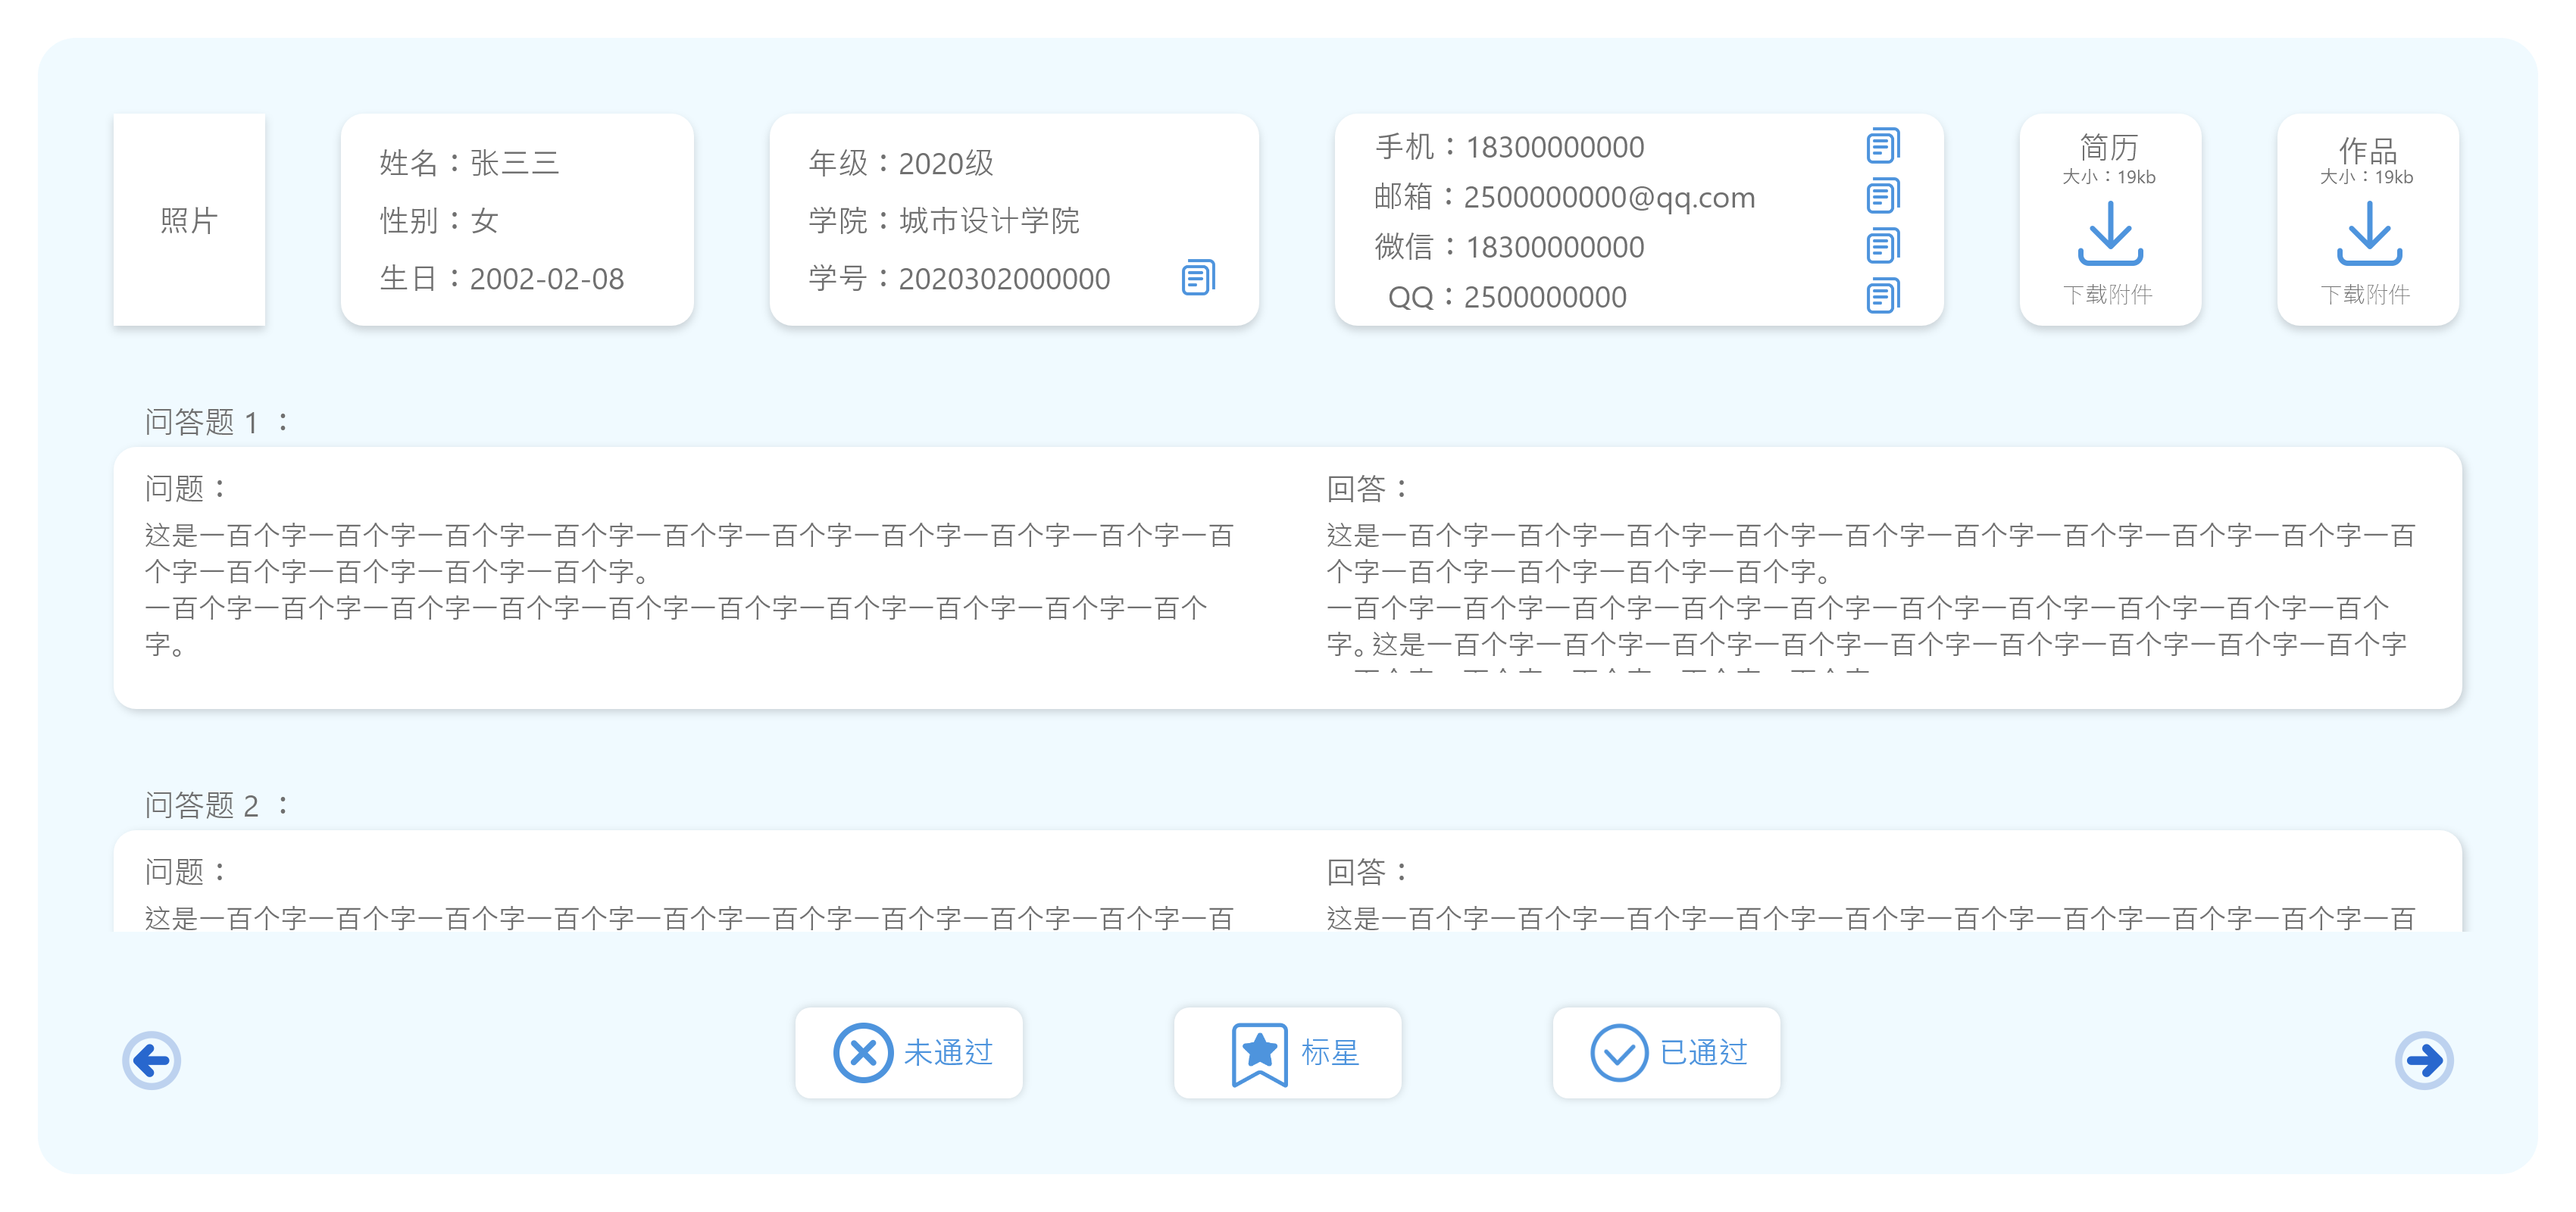 照片
姓名：张三三
性别：女
生日：2002-02-08
年级：2020级
学院：城市设计学院
学号：2020302000000
手机：18300000000
邮箱：2500000000@qq.com
微信：18300000000
QQ：2500000000
简历
大小：19kb
下载附件
作品
大小：19kb
下载附件
问答题 1 ：
问题：
这是一百个字一百个字一百个字一百个字一百个字一百个字一百个字一百个字一百个字一百
个字一百个字一百个字一百个字一百个字。
一百个字一百个字一百个字一百个字一百个字一百个字一百个字一百个字一百个字一百个
字。
回答：
这是一百个字一百个字一百个字一百个字一百个字一百个字一百个字一百个字一百个字一百
个字一百个字一百个字一百个字一百个字。
一百个字一百个字一百个字一百个字一百个字一百个字一百个字一百个字一百个字一百个
字。这是一百个字一百个字一百个字一百个字一百个字一百个字一百个字一百个字一百个字
问答题 2 ：
问题：
这是一百个字一百个字一百个字一百个字一百个字一百个字一百个字一百个字一百个字一百
回答：
这是一百个字一百个字一百个字一百个字一百个字一百个字一百个字一百个字一百个字一百
未通过
标星
已通过